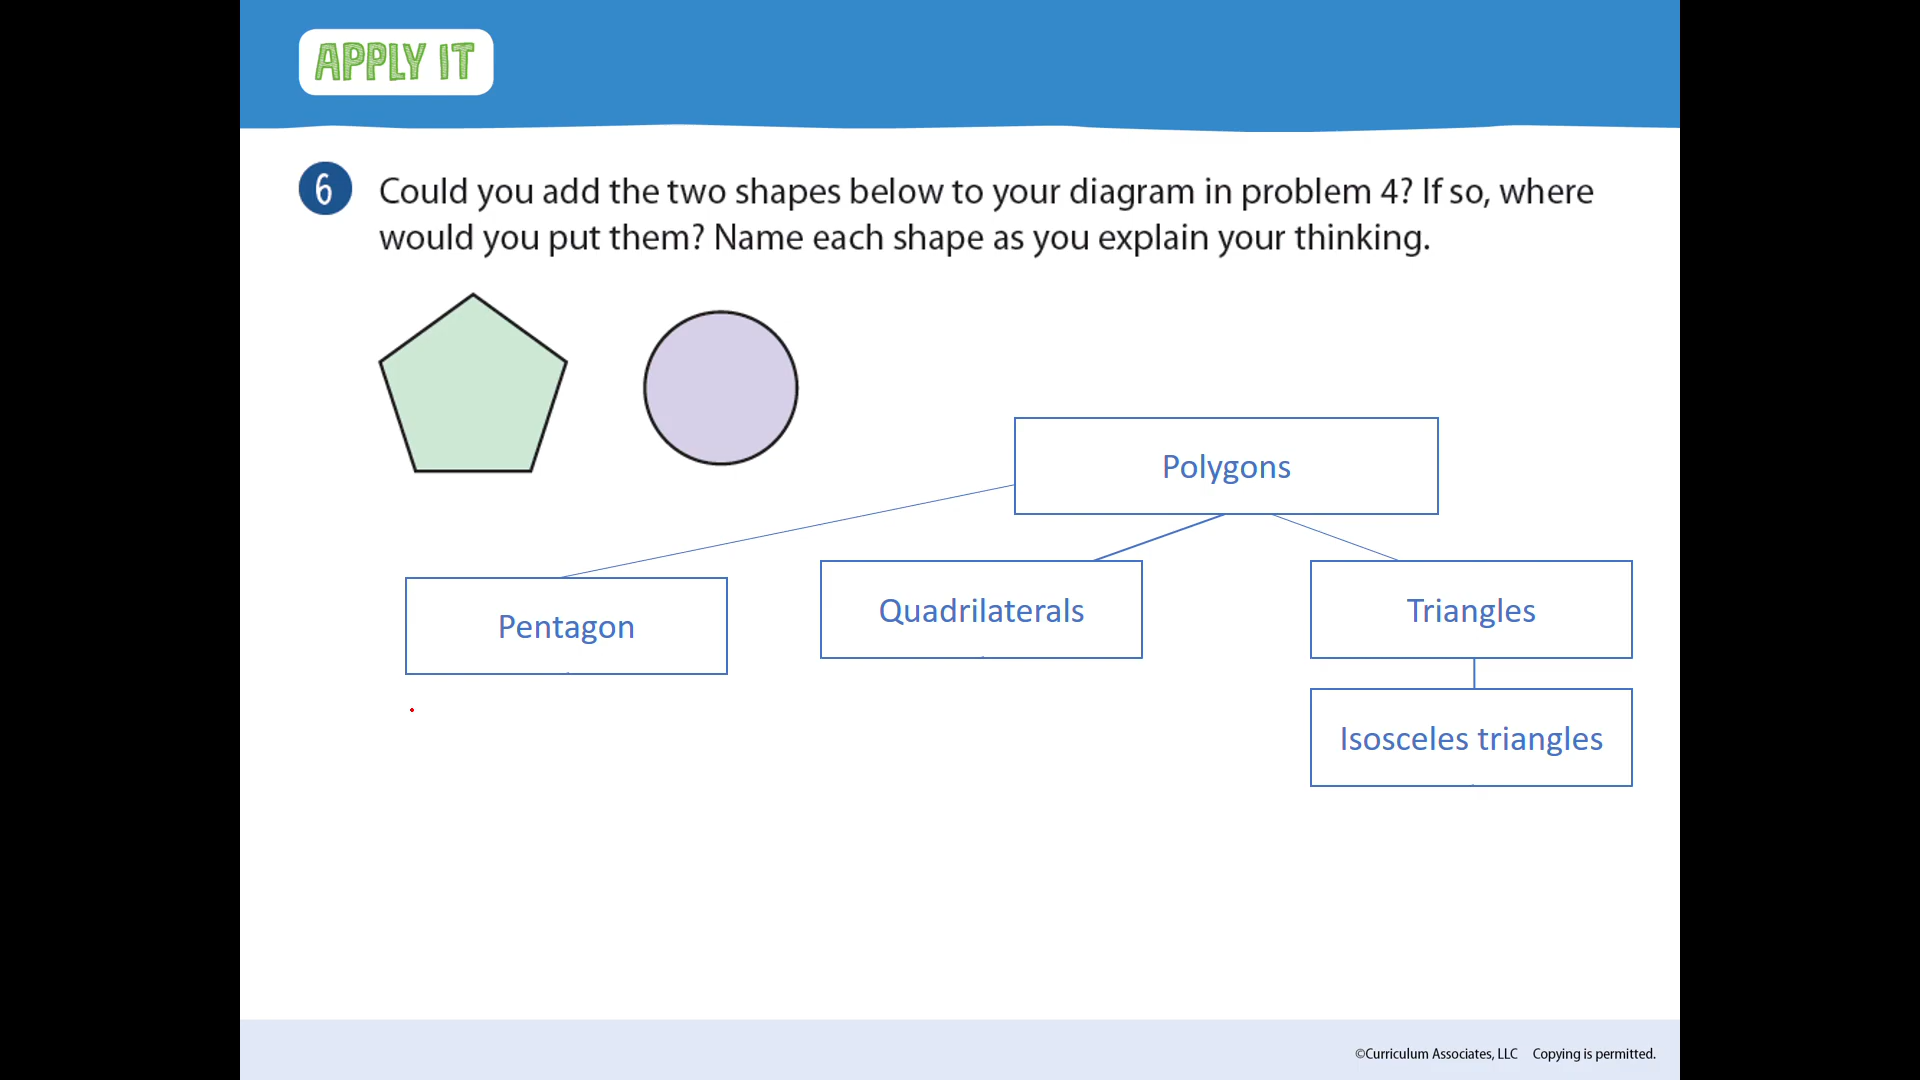 APPLY IT
6 Could you add the two shapes below to your diagram in problem 4? If so, where
would you put them? Name each shape as you explain your thinking.
Polygons
Pentagon
Quadrilaterals
Triangles
Isosceles triangles
©Curriculum Associates, LLC Copying is permitted.